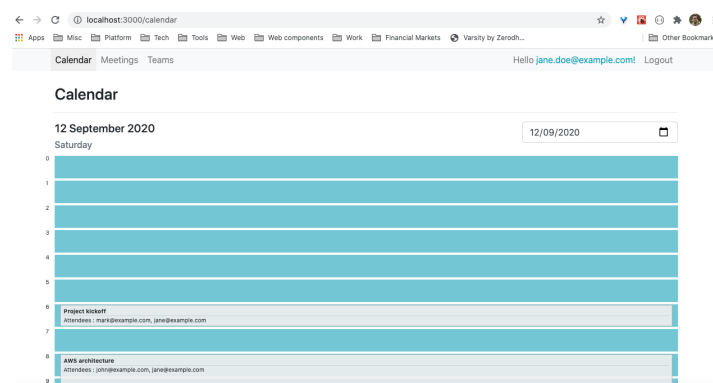 localhost:3000/calendar
Apps Misc Platform Tech Tools Web Web components Work Financial Markets Varsity by Zerodh... Other Bookmark
Calendar Meetings Teams Hello jane.doe@example.com! Logout
Calendar
12 September 2020 12/09/2020
Saturday
0
1
2
3
4
5
6
Project kickoff
Attendees : mark@example.com, jane@example.com
7
8
AWS architecture
Attendees : john@example.com, jane@example.com
9